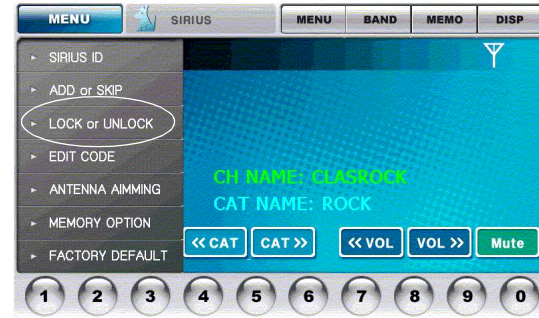 MENU SIRIUS MENU BAND MEMO DISP
SIRIUS ID
ADD or SKIP
LOCK or UNLOCK
EDIT CODE
ANTENNA AIMMING
MEMORY OPTION
FACTORY DEFAULT
CH NAME: CLASROCK
CAT NAME: ROCK
<< CAT CAT >> << VOL VOL >> Mute
1 2 3 4 5 6 7 8 9 0